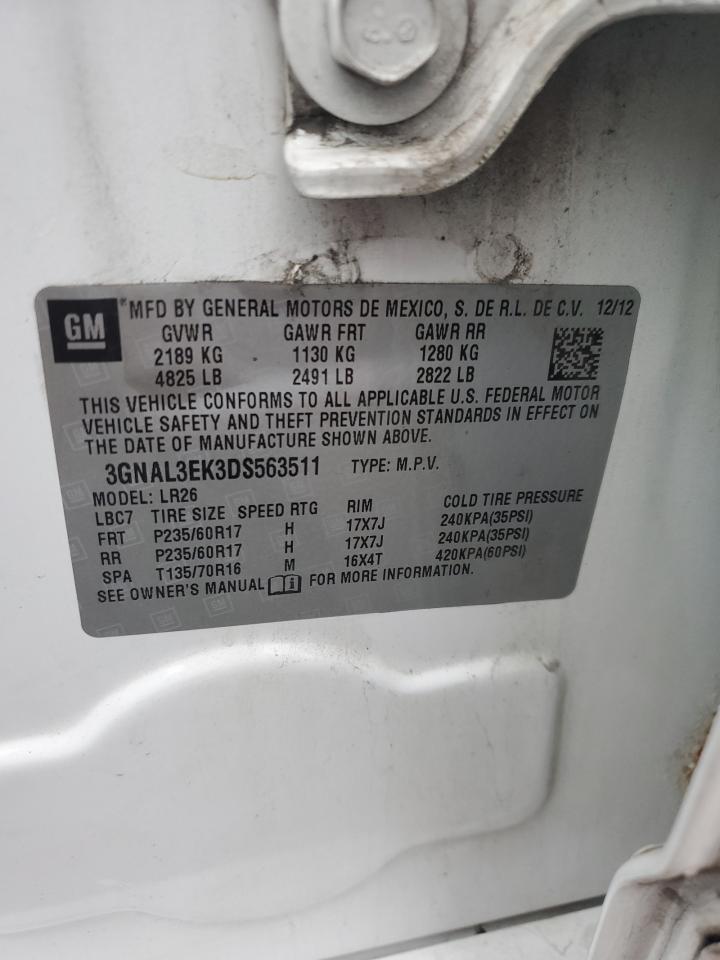 GM
*MFD BY GENERAL MOTORS DE MEXICO, S. DE R.L. DE C.V. 12/12
GVWR GAWR FRT GAWR RR
2189 KG 1130 KG 1280 KG
4825 LB 2491 LB 2822 LB
THIS VEHICLE CONFORMS TO ALL APPLICABLE U.S. FEDERAL MOTOR
VEHICLE SAFETY AND THEFT PREVENTION STANDARDS IN EFFECT ON
THE DATE OF MANUFACTURE SHOWN ABOVE.
3GNAL3EK3DS563511 TYPE: M.P.V.
MODEL: LR26
LBC7 TIRE SIZE SPEED RTG RIM COLD TIRE PRESSURE
FRT P235/60R17 H 17X7J 240KPA(35PSI)
RR P235/60R17 H 17X7J 240KPA(35PSI)
SPA T135/70R16 M 16X4T 420KPA(60PSI)
SEE OWNER'S MANUAL FOR MORE INFORMATION.